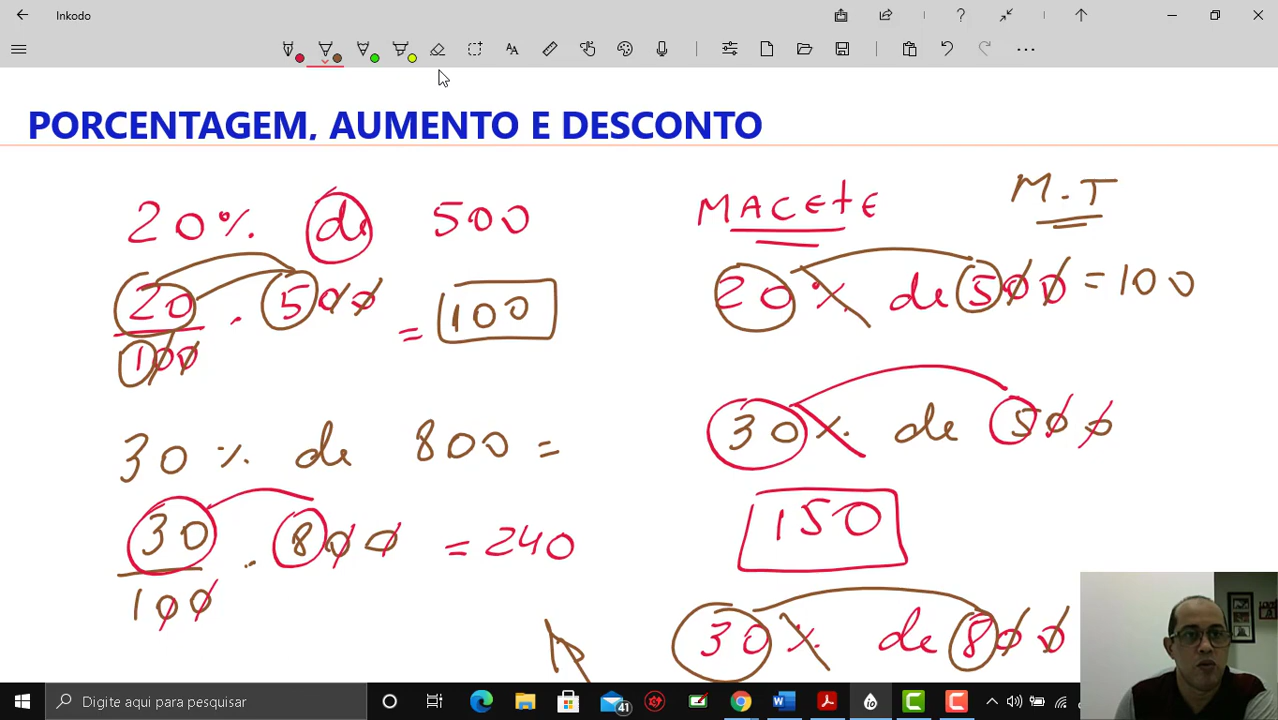 Inkodo
PORCENTAGEM, AUMENTO E DESCONTO
20% de 500
20
100
. 500
= 100
30 % de 800 =
30
100
. 800
= 240
MACETE
M.T
20% de 500 = 100
30% de 500
150
30% de 800
Digite aqui para pesquisar
41